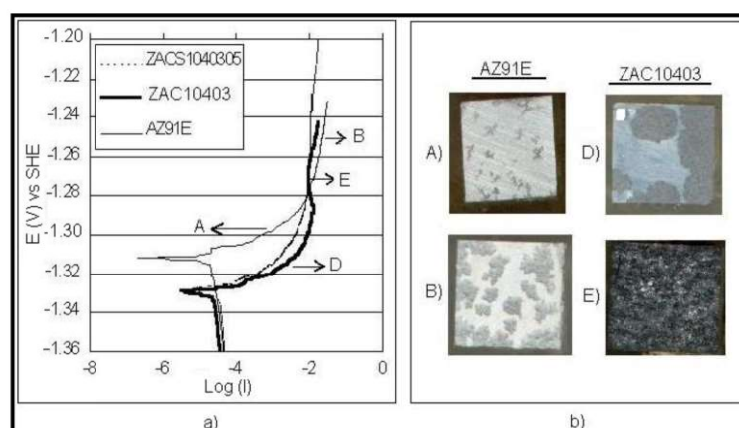 ZACS1040305
ZAC10403
AZ91E
E (V) vs SHE
-1.20
-1.22
-1.24
-1.26
-1.28
-1.30
-1.32
-1.34
-1.36
B
E
A
D
-8
-6
-4
-2
0
Log (I)
a)
AZ91E
ZAC10403
A)
D)
B)
E)
b)